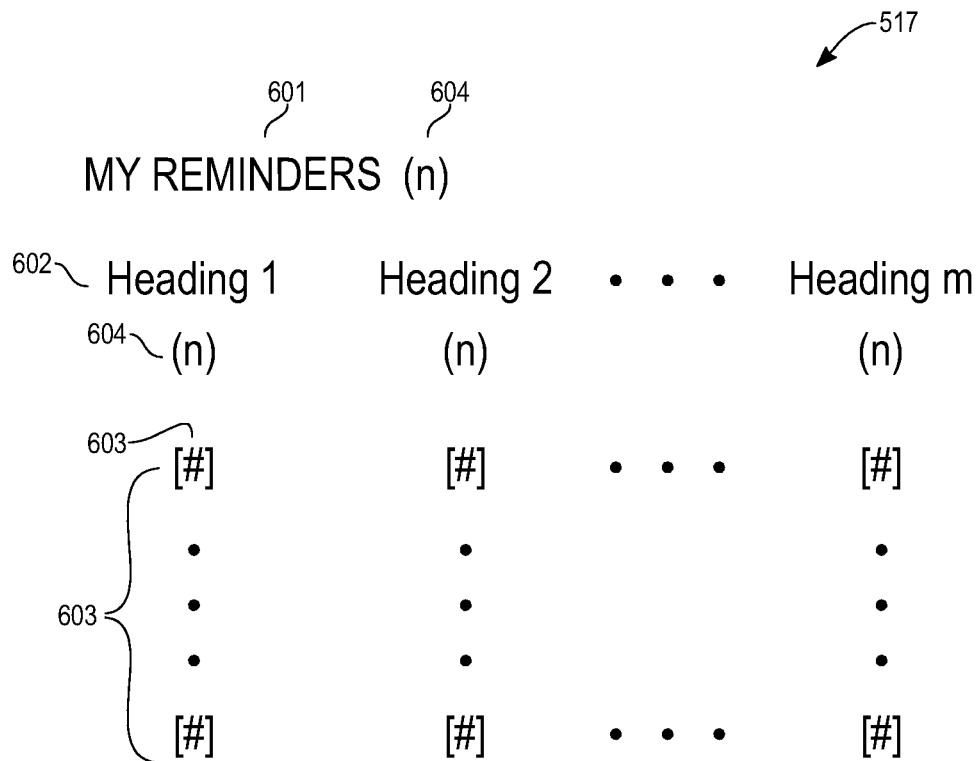 517
601 604
MY REMINDERS (n)
602 Heading 1 Heading 2 • • • Heading m
604 (n) (n) (n)
603
[#] [#] • • • [#]
• • •
• • •
603
• • •
[#] [#] • • • [#]